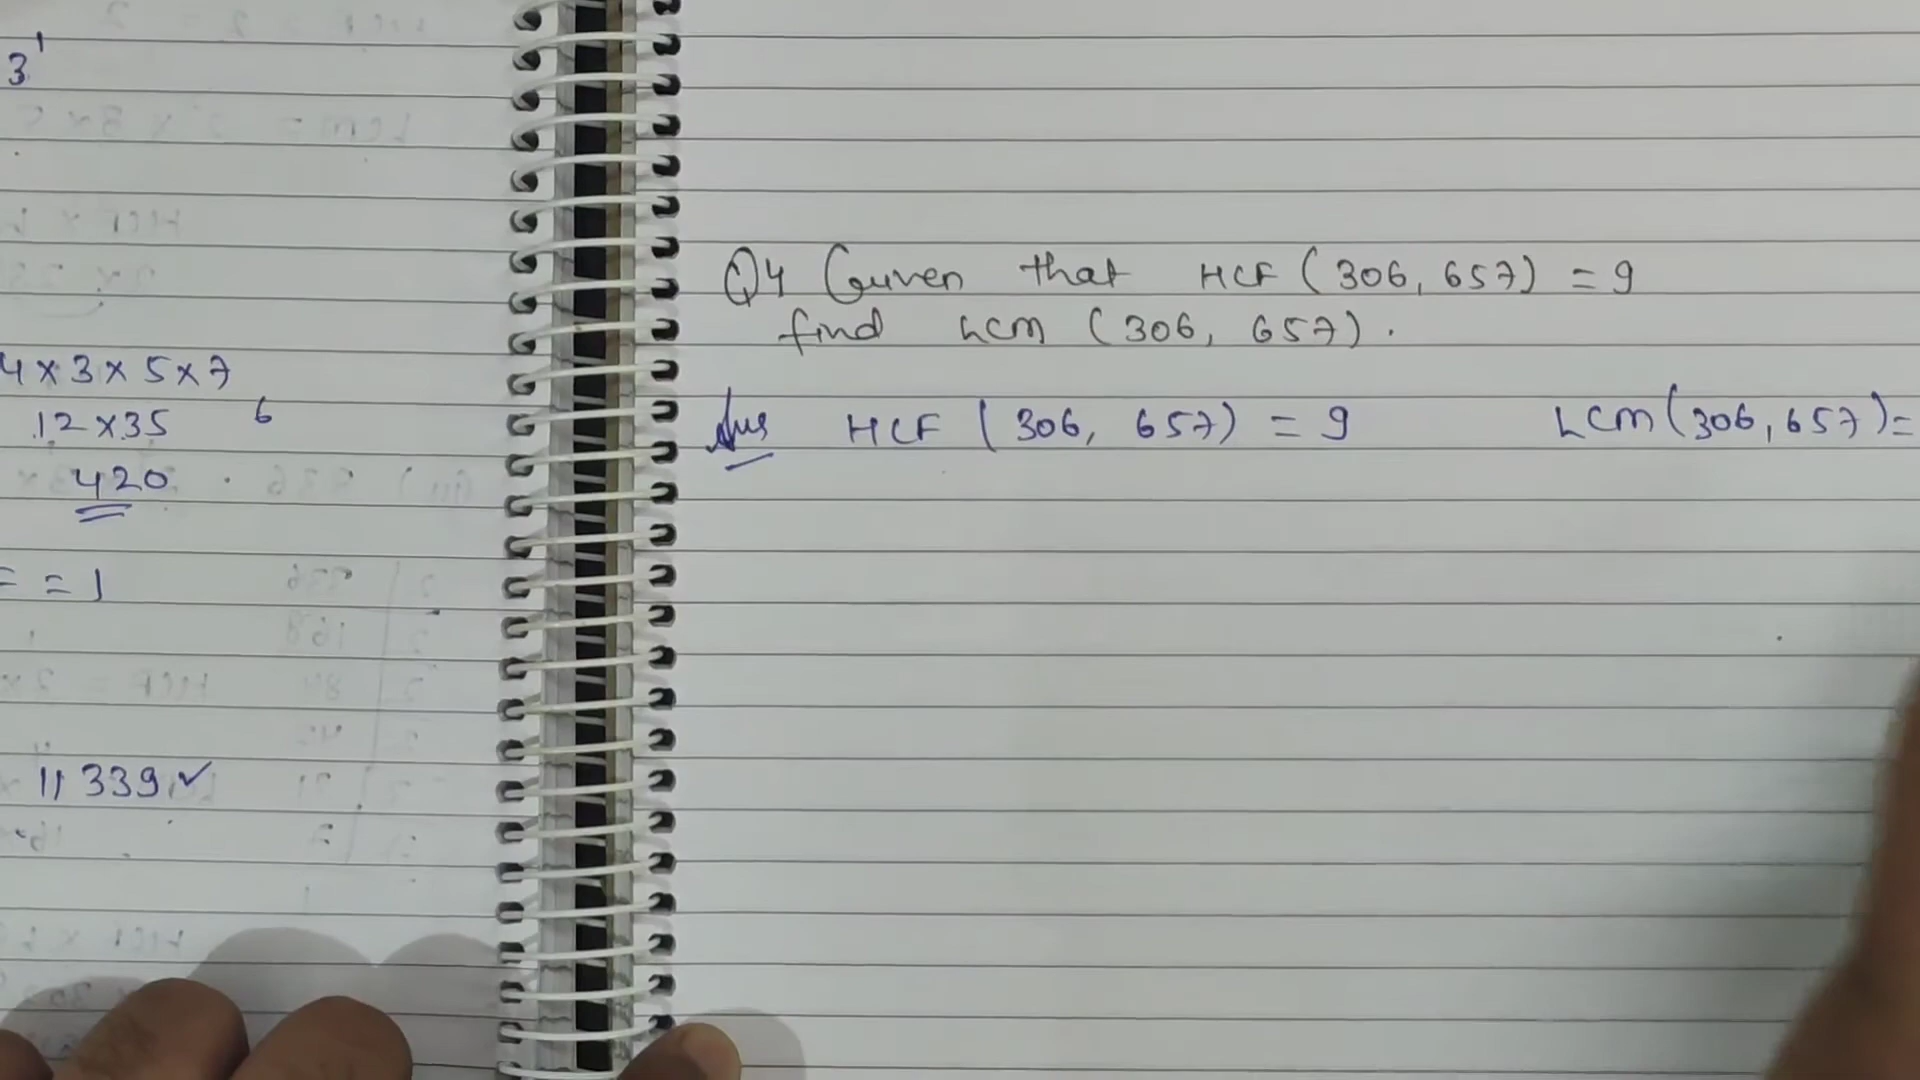 3¹
4 × 3 × 5 × 7
12 × 35 6
420
= = 1
11339 ✓
Q4 Given that HCF (306, 657) = 9
find LCM (306, 657).
Ans HCF (306, 657) = 9 LCM (306, 657) =